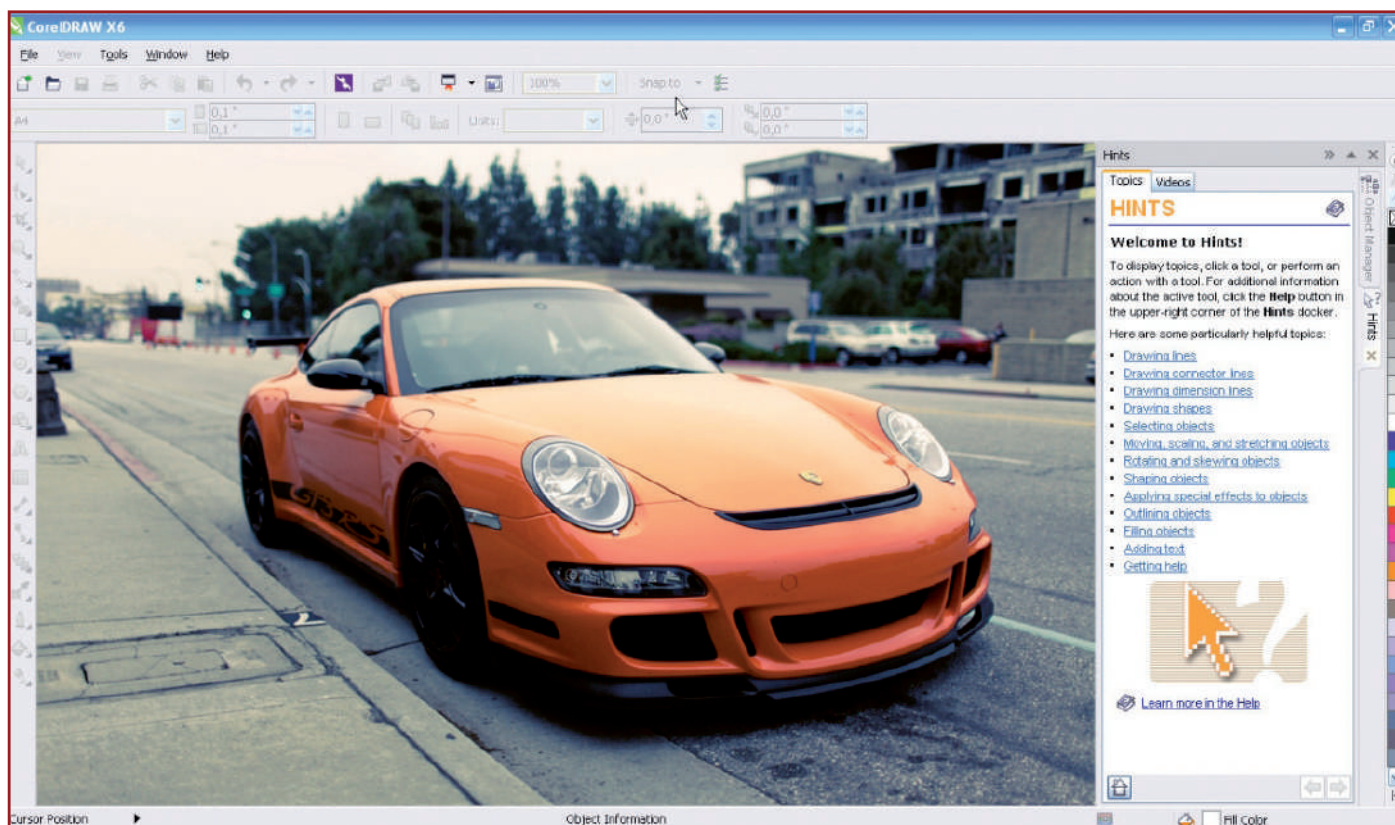 CorelDRAW X6
File View Tools Window Help
100% Snap to
A4 0,1 " 0,1 " Units: 0,0 " 0,0 " 0,0 "
Hints
Topics Videos
HINTS
Welcome to Hints!
To display topics, click a tool, or perform an
action with a tool. For additional information
about the active tool, click the Help button in
the upper-right corner of the Hints docker.
Here are some particularly helpful topics:
Drawing lines
Drawing connector lines
Drawing dimension lines
Drawing shapes
Selecting objects
Moving, scaling, and stretching objects
Rotating and skewing objects
Shaping objects
Applying special effects to objects
Outlining objects
Filling objects
Adding text
Getting help
?
Learn more in the Help
Object Manager
Hints
GT3RS
Cursor Position Object Information Fill Color